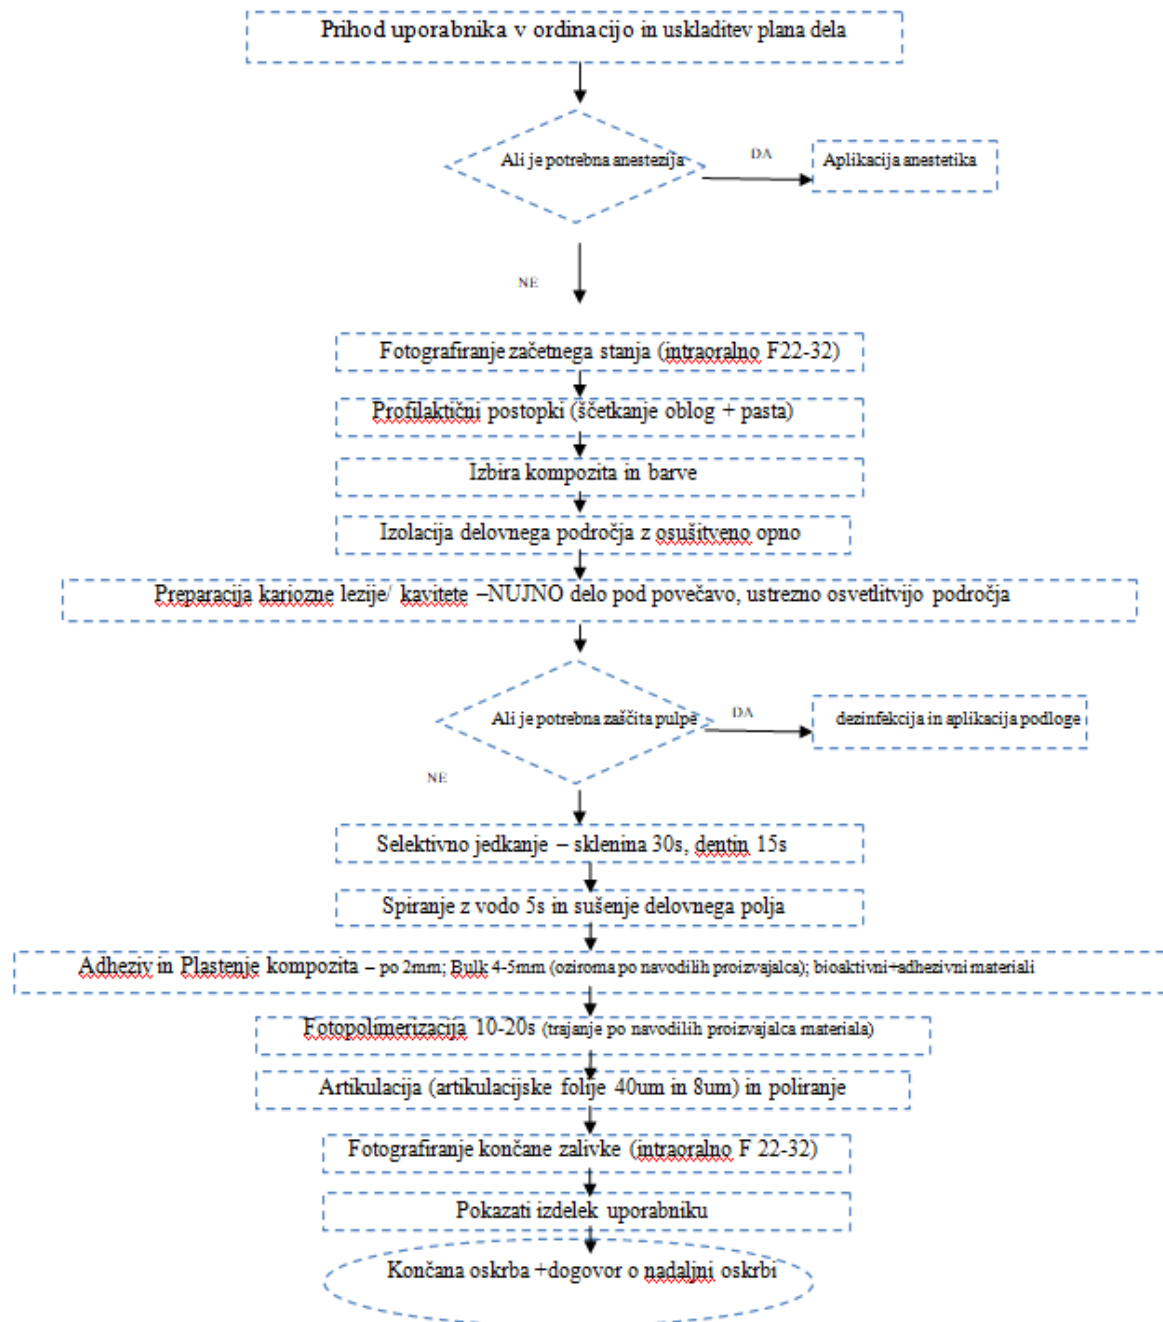 Prihod uporabnika v ordinacijo in uskladitev plana dela
Ali je potrebna anestezija
DA
Aplikacija anestetika
NE
Fotografiranje začetnega stanja (intraoralno F22-32)
Profilaktični postopki (ščetkanje oblog + pasta)
Izbira kompozita in barve
Izolacija delovnega področja z osušitveno opno
Preparacija kariozne lezije/ kavitete –NUJNO delo pod povečavo, ustrezno osvetlitvijo področja
Ali je potrebna zaščita pulpe
DA
dezinfekcija in aplikacija podloge
NE
Selektivno jedkanje – sklenina 30s, dentin 15s
Spiranje z vodo 5s in sušenje delovnega polja
Adheziv in Plastenje kompozita – po 2mm; Bulk 4-5mm (oziroma po navodilih proizvajalca); bioaktivni+adhezivni materiali
Fotopolimerizacija 10-20s (trajanje po navodilih proizvajalca materiala)
Artikulacija (artikulacijske folije 40um in 8um) in poliranje
Fotografiranje končane zalivke (intraoralno F 22-32)
Pokazati izdelek uporabniku
Končana oskrba +dogovor o nadaljni oskrbi